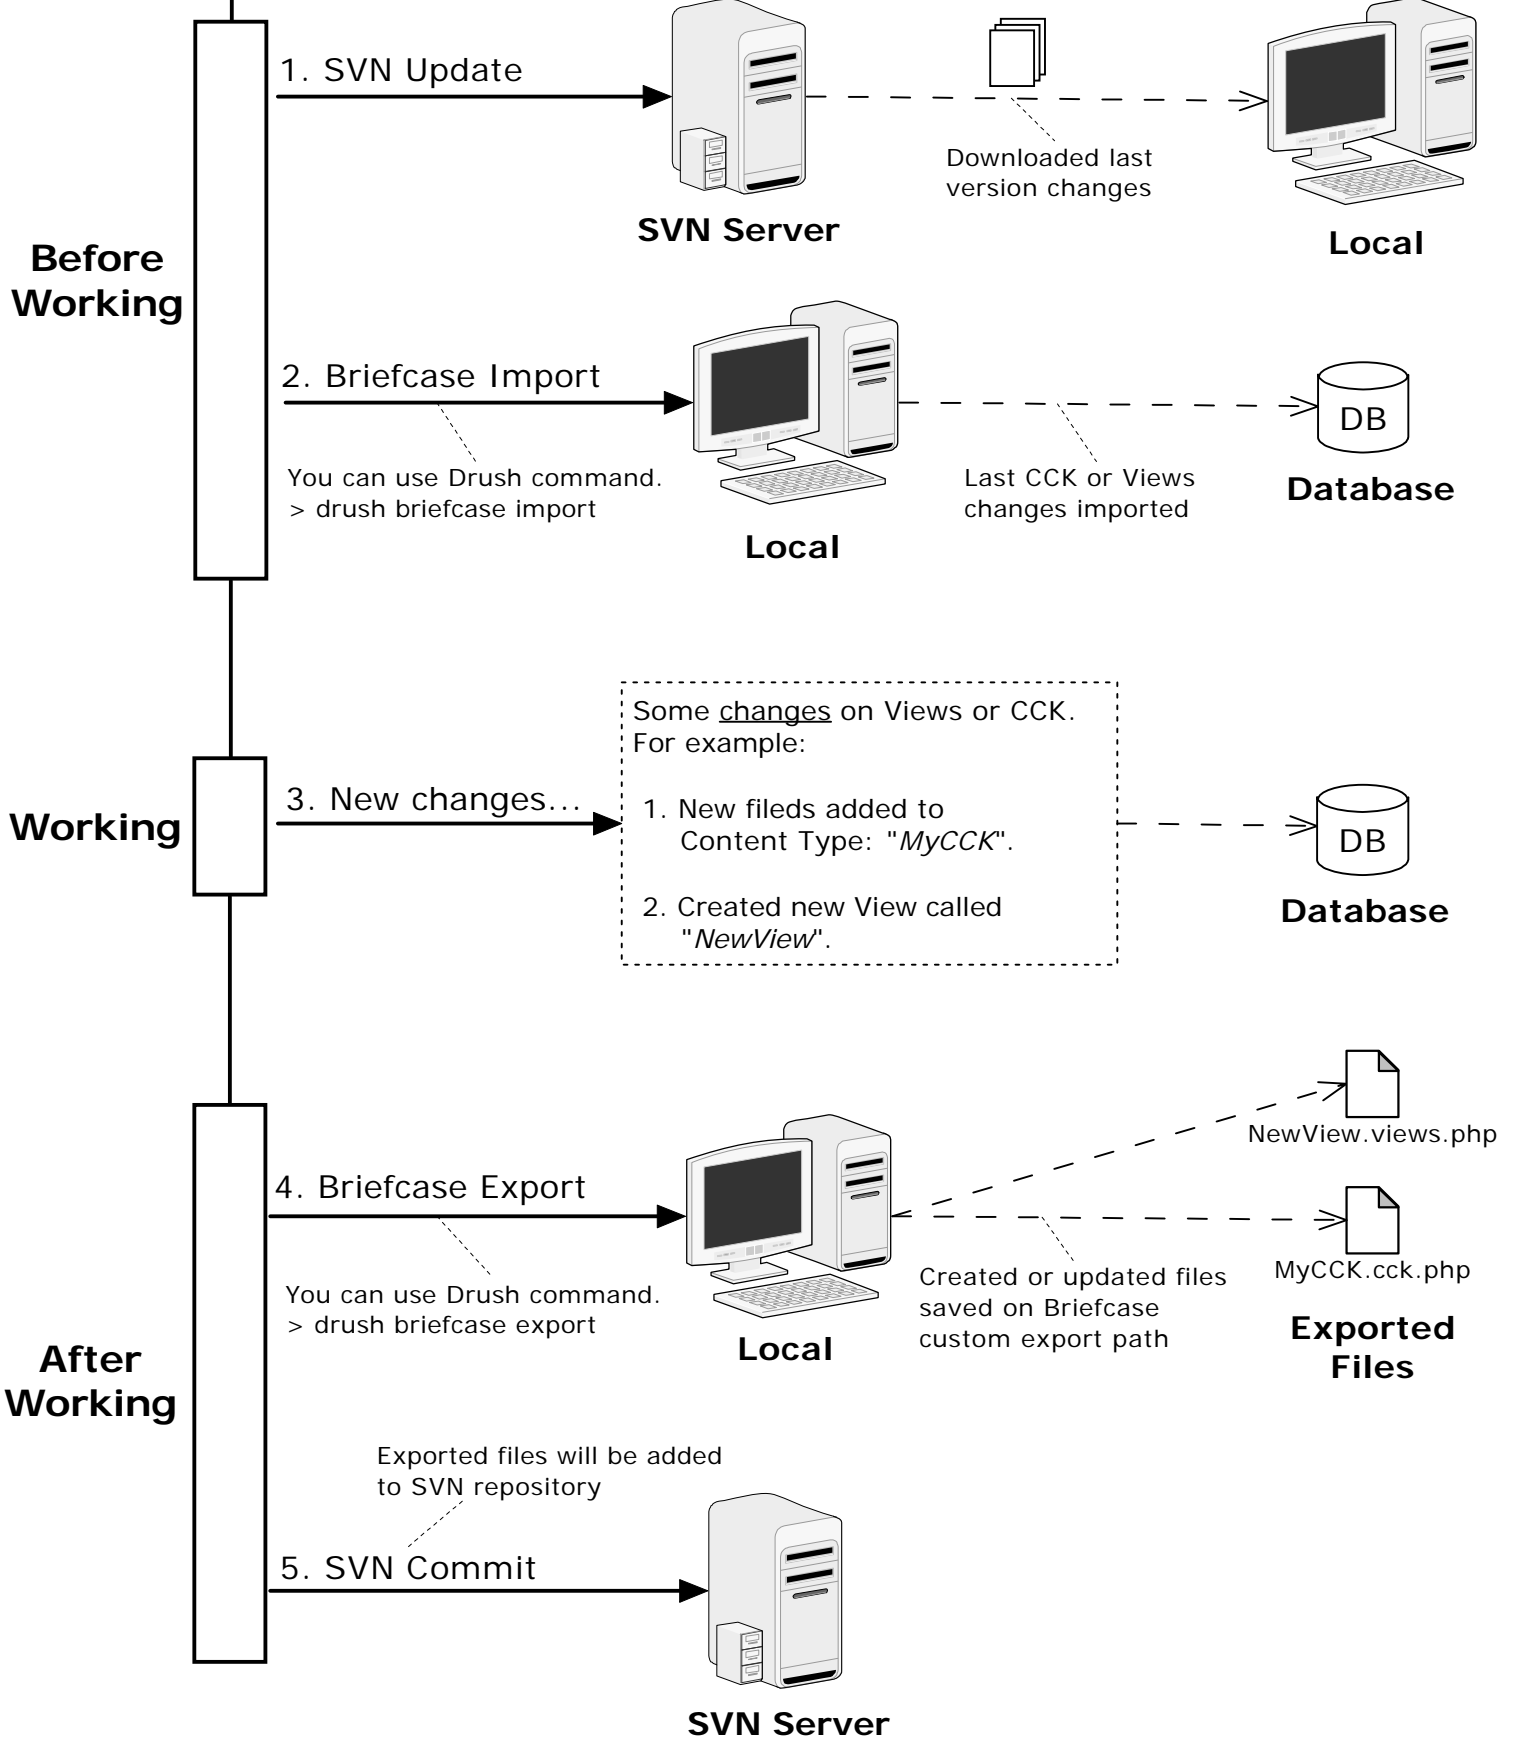 1. SVN Update
Downloaded last
version changes
SVN Server
Local
Before
Working
2. Briefcase Import
You can use Drush command.
> drush briefcase import
Local
Last CCK or Views
changes imported
DB
Database
Some changes on Views or CCK.
For example:
1. New fileds added to
Content Type: "MyCCK".
2. Created new View called
"NewView".
Working
3. New changes...
DB
Database
NewView.views.php
4. Briefcase Export
You can use Drush command.
> drush briefcase export
Local
Created or updated files
saved on Briefcase
custom export path
MyCCK.cck.php
Exported
Files
After
Working
Exported files will be added
to SVN repository
5. SVN Commit
SVN Server